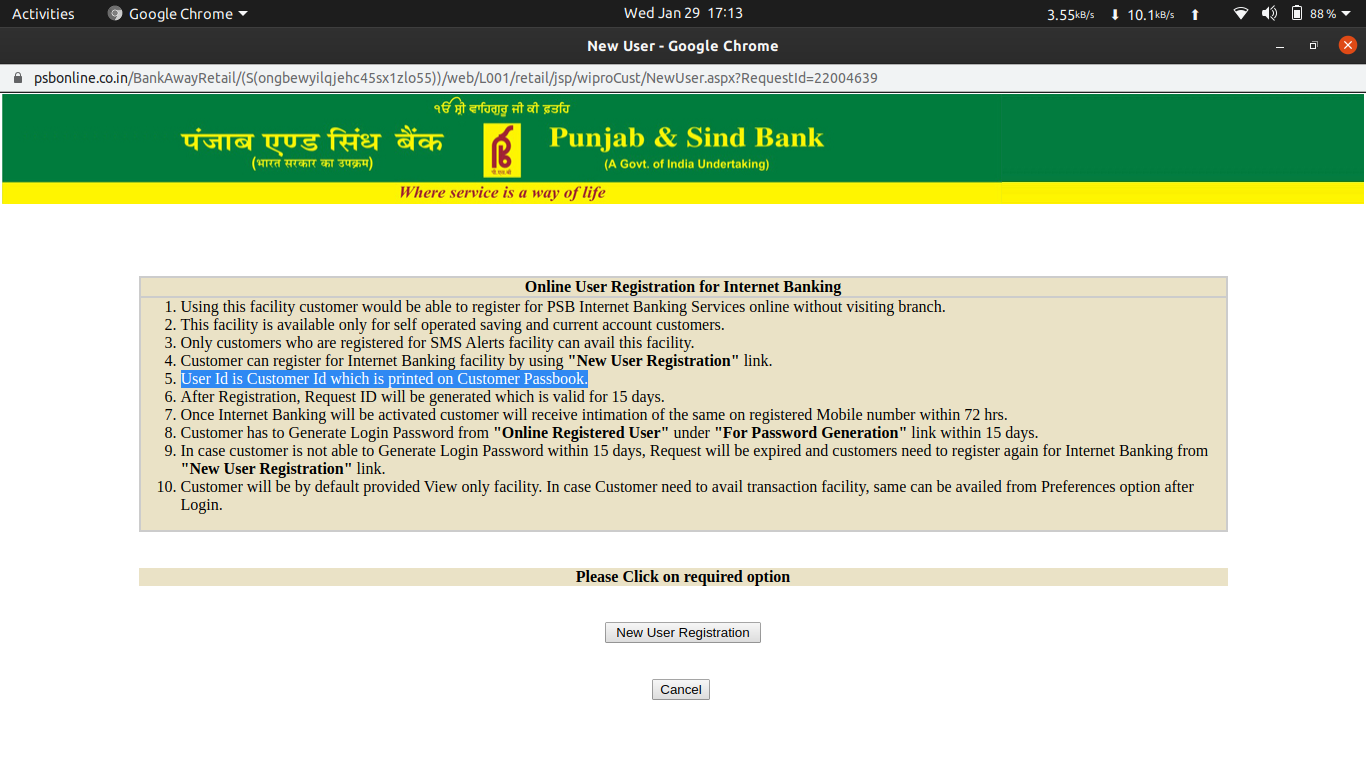 Activities Google Chrome Wed Jan 29 17:13 3.55kB/s 10.1kB/s 88%
New User - Google Chrome
psbonline.co.in/BankAwayRetail/(S(ongbewyilqjehc45sx1zlo55))/web/L001/retail/jsp/wiproCust/NewUser.aspx?RequestId=22004639
ੴ ਸ੍ਰੀ ਵਾਹਿਗੁਰੂ ਜੀ ਕੀ ਫ਼ਤਹਿ
पंजाब एण्ड सिंध बैंक Punjab & Sind Bank
(भारत सरकार का उपक्रम) (A Govt. of India Undertaking)
Where service is a way of life
Online User Registration for Internet Banking
1. Using this facility customer would be able to register for PSB Internet Banking Services online without visiting branch.
2. This facility is available only for self operated saving and current account customers.
3. Only customers who are registered for SMS Alerts facility can avail this facility.
4. Customer can register for Internet Banking facility by using "New User Registration" link.
5. User Id is Customer Id which is printed on Customer Passbook.
6. After Registration, Request ID will be generated which is valid for 15 days.
7. Once Internet Banking will be activated customer will receive intimation of the same on registered Mobile number within 72 hrs.
8. Customer has to Generate Login Password from "Online Registered User" under "For Password Generation" link within 15 days.
9. In case customer is not able to Generate Login Password within 15 days, Request will be expired and customers need to register again for Internet Banking from
"New User Registration" link.
10. Customer will be by default provided View only facility. In case Customer need to avail transaction facility, same can be availed from Preferences option after
Login.
Please Click on required option
New User Registration
Cancel